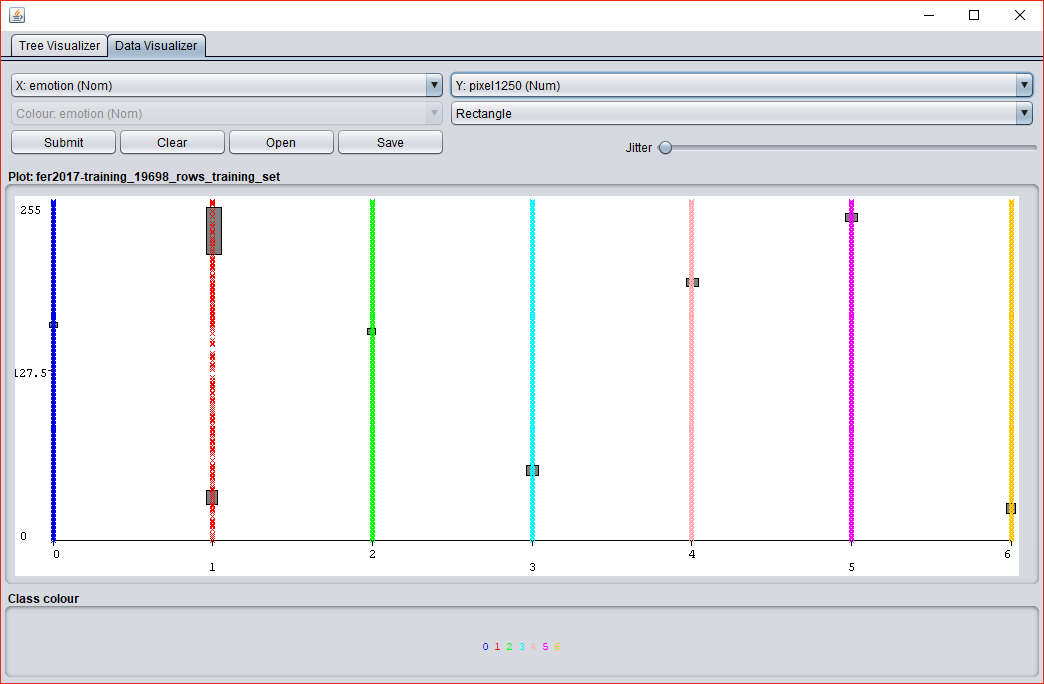 Tree Visualizer Data Visualizer
X: emotion (Nom) Y: pixel1250 (Num)
Colour: emotion (Nom) Rectangle
Submit Clear Open Save Jitter
Plot: fer2017-training_19698_rows_training_set
255
127.5
0
0 2 4 6
1 3 5
Class colour
0 1 2 3 4 5 6